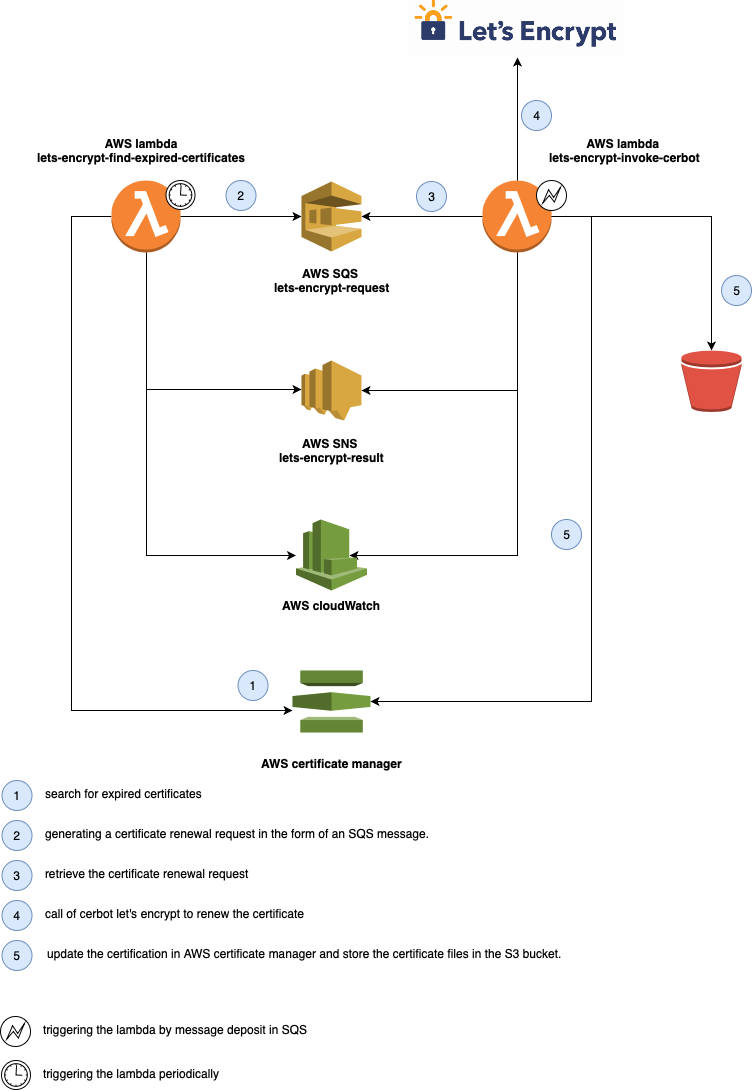 Let's Encrypt
4
AWS lambda
lets-encrypt-find-expired-certificates
AWS lambda
lets-encrypt-invoke-cerbot
2
3
AWS SQS
lets-encrypt-request
5
AWS SNS
lets-encrypt-result
5
AWS cloudWatch
1
AWS certificate manager
1 search for expired certificates
2 generating a certificate renewal request in the form of an SQS message.
3 retrieve the certificate renewal request
4 call of cerbot let's encrypt to renew the certificate
5 update the certification in AWS certificate manager and store the certificate files in the S3 bucket.
triggering the lambda by message deposit in SQS
triggering the lambda periodically